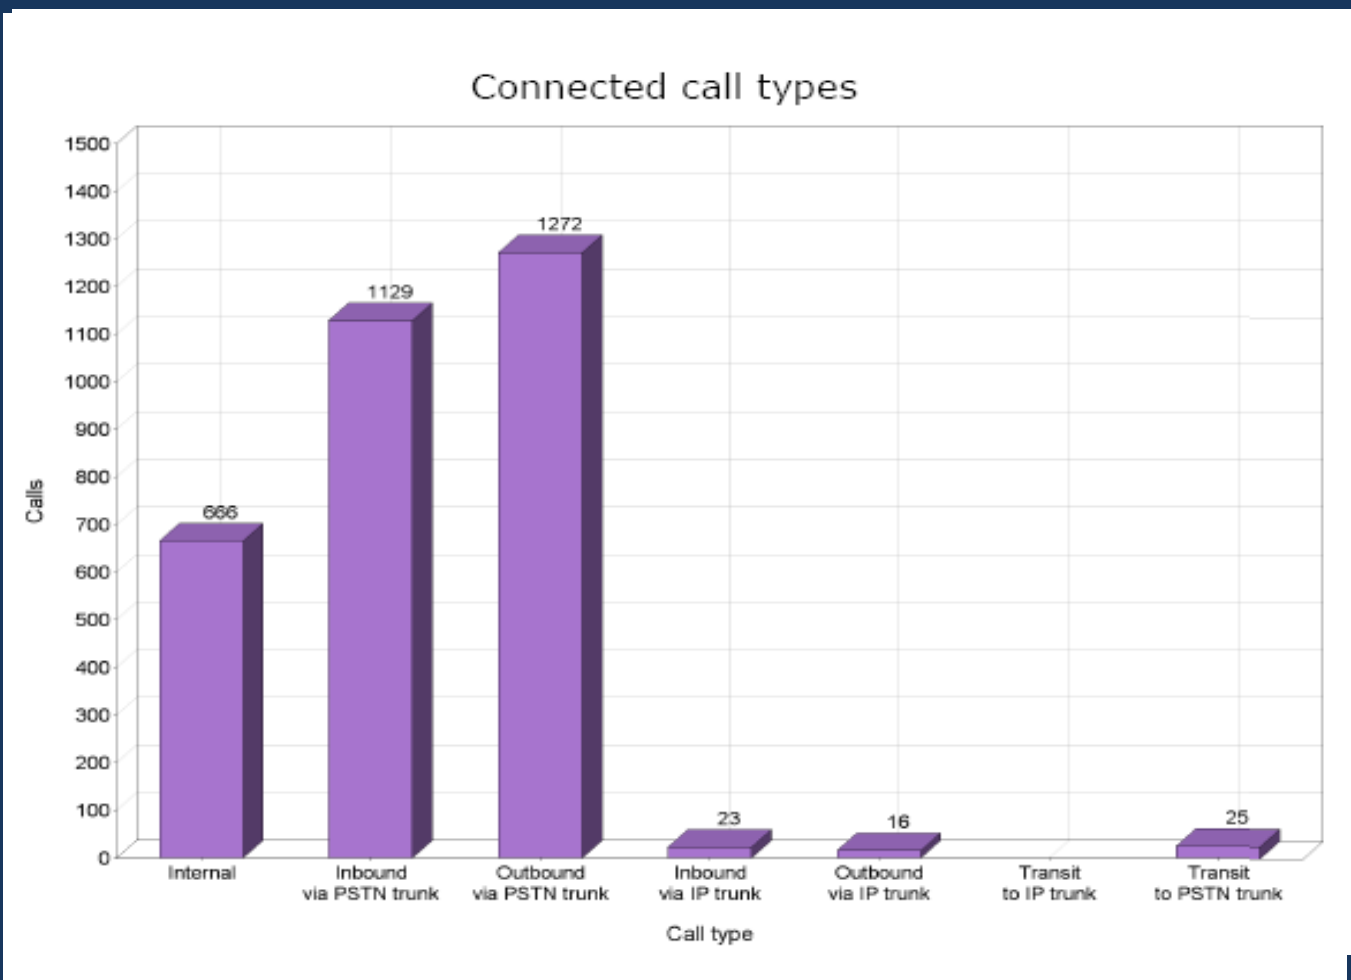 Connected call types
1500
1400
1300
1200
1100
1000
900
800
700
600
500
400
300
200
100
0
Calls
666
1129
1272
23
16
25
Internal
Inbound
via PSTN trunk
Outbound
via PSTN trunk
Inbound
via IP trunk
Outbound
via IP trunk
Transit
to IP trunk
Transit
to PSTN trunk
Call type